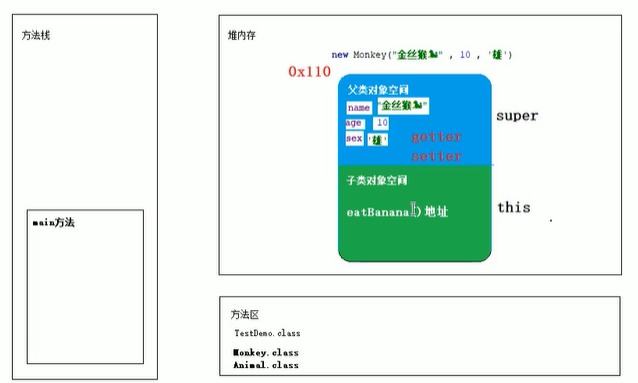 方法栈
main方法
堆内存
new Monkey("金丝猴🐒" , 10 , '雄')
0x110
父类对象空间
name "金丝猴🐒"
age 10
sex '雄'
getter
setter
super
子类对象空间
eatBanana()地址
this
方法区
TestDemo.class
Monkey.class
Animal.class